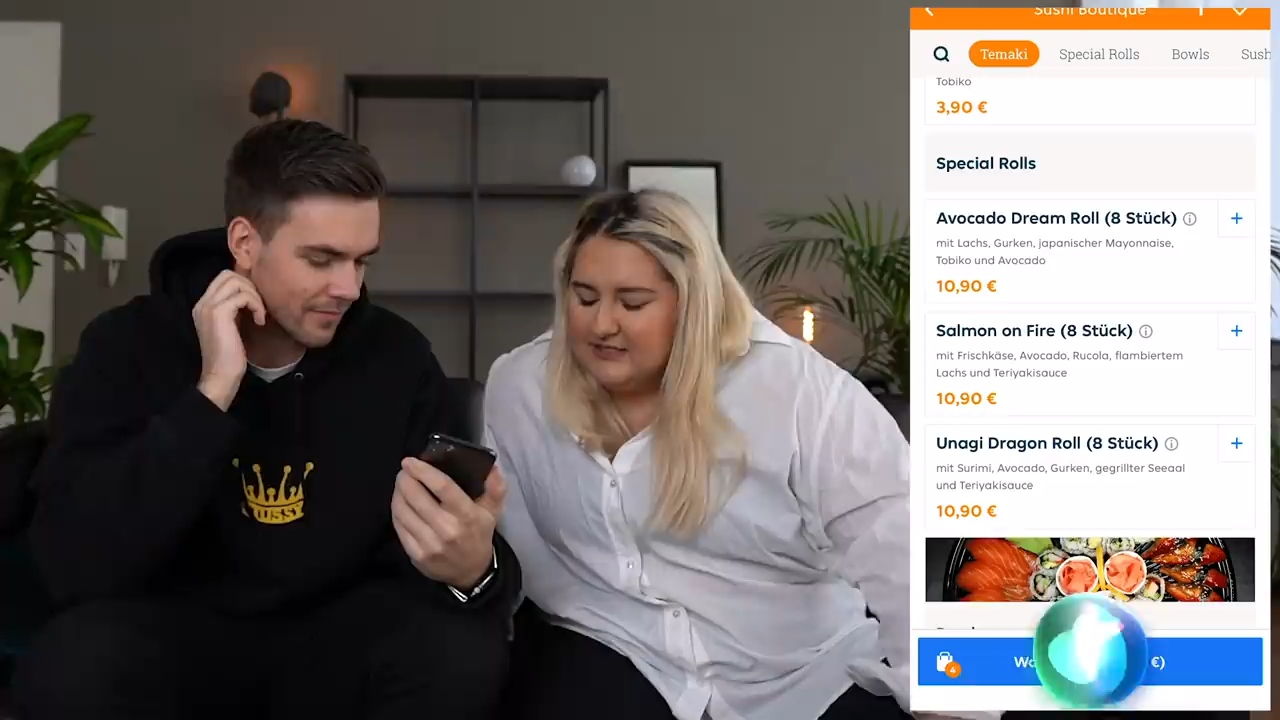 Sushi Boutique
Temaki
Special Rolls
Bowls
Sush
Tobiko
3,90 €
Special Rolls
Avocado Dream Roll (8 Stück)
mit Lachs, Gurken, japanischer Mayonnaise,
Tobiko und Avocado
10,90 €
Salmon on Fire (8 Stück)
mit Frischkäse, Avocado, Rucola, flambiertem
Lachs und Teriyakisauce
10,90 €
Unagi Dragon Roll (8 Stück)
mit Surimi, Avocado, Gurken, gegrillter Seeaal
und Teriyakisauce
10,90 €
4
€)